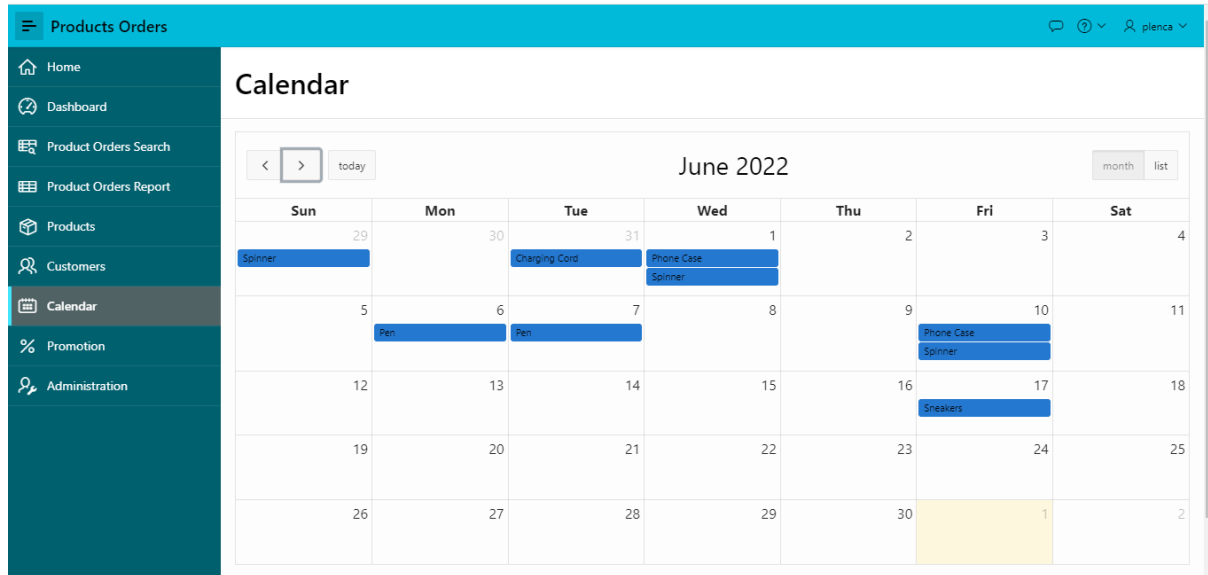 Products Orders
plenca
Home
Dashboard
Product Orders Search
Product Orders Report
Products
Customers
Calendar
Promotion
Administration
Calendar
< > today June 2022 month list
Sun Mon Tue Wed Thu Fri Sat
29 30 31 1 2 3 4
Spinner Charging Cord Phone Case
Spinner
5 6 7 8 9 10 11
Pen Pen Phone Case
Spinner
12 13 14 15 16 17 18
Sneakers
19 20 21 22 23 24 25
26 27 28 29 30 1 2